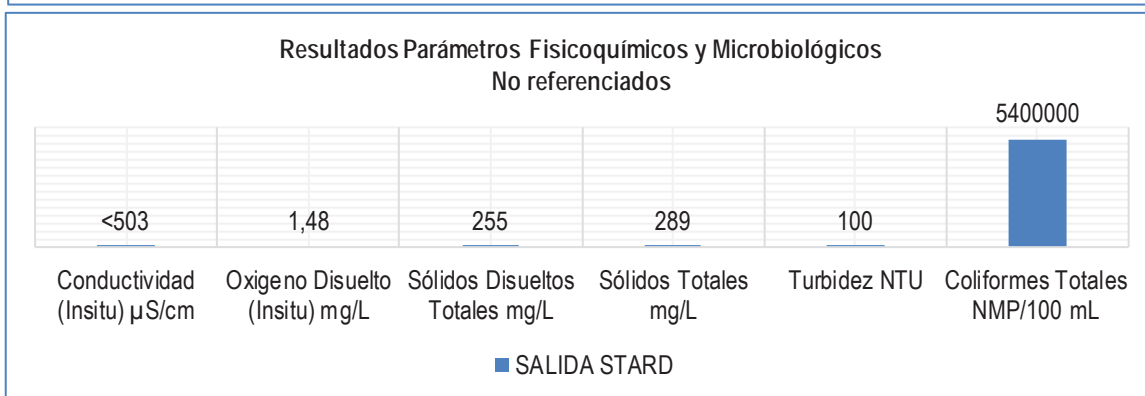 Resultados Parámetros Fisicoquímicos y Microbiológicos
No referenciados
5400000
<503
1,48
255
289
100
Conductividad
(Insitu) µS/cm
Oxigeno Disuelto
(Insitu) mg/L
Sólidos Disueltos
Totales mg/L
Sólidos Totales
mg/L
Turbidez NTU
Coliformes Totales
NMP/100 mL
SALIDA STARD